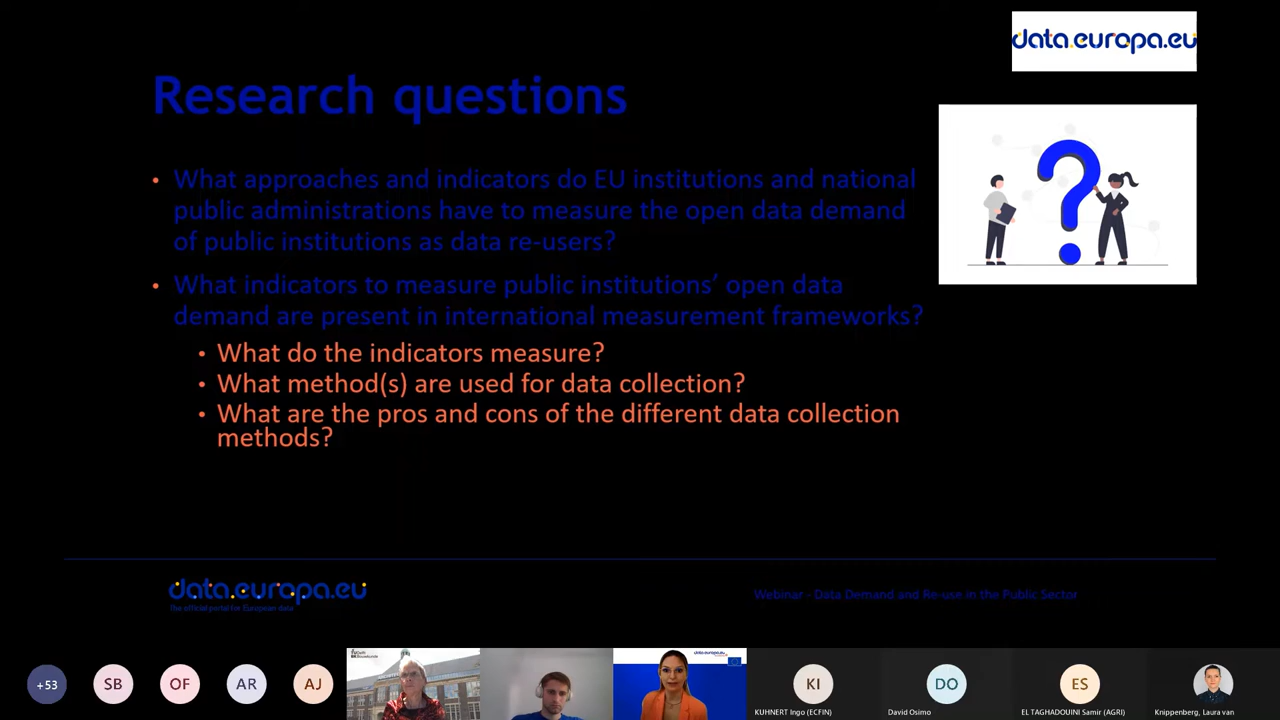 data.europa.eu
Research questions
• What approaches and indicators do EU institutions and national
public administrations have to measure the open data demand
of public institutions as data re-users?
• What indicators to measure public institutions’ open data
demand are present in international measurement frameworks?
• What do the indicators measure?
• What method(s) are used for data collection?
• What are the pros and cons of the different data collection
methods?
data.europa.eu
The official portal for European data
Webinar - Data Demand and Re-use in the Public Sector
+53
SB
OF
AR
AJ
data.europa.eu
KI
DO
ES
KUHNERT Ingo (ECFIN)
David Osimo
EL TAGHADOUINI Samir (AGRI)
Knippenberg, Laura van